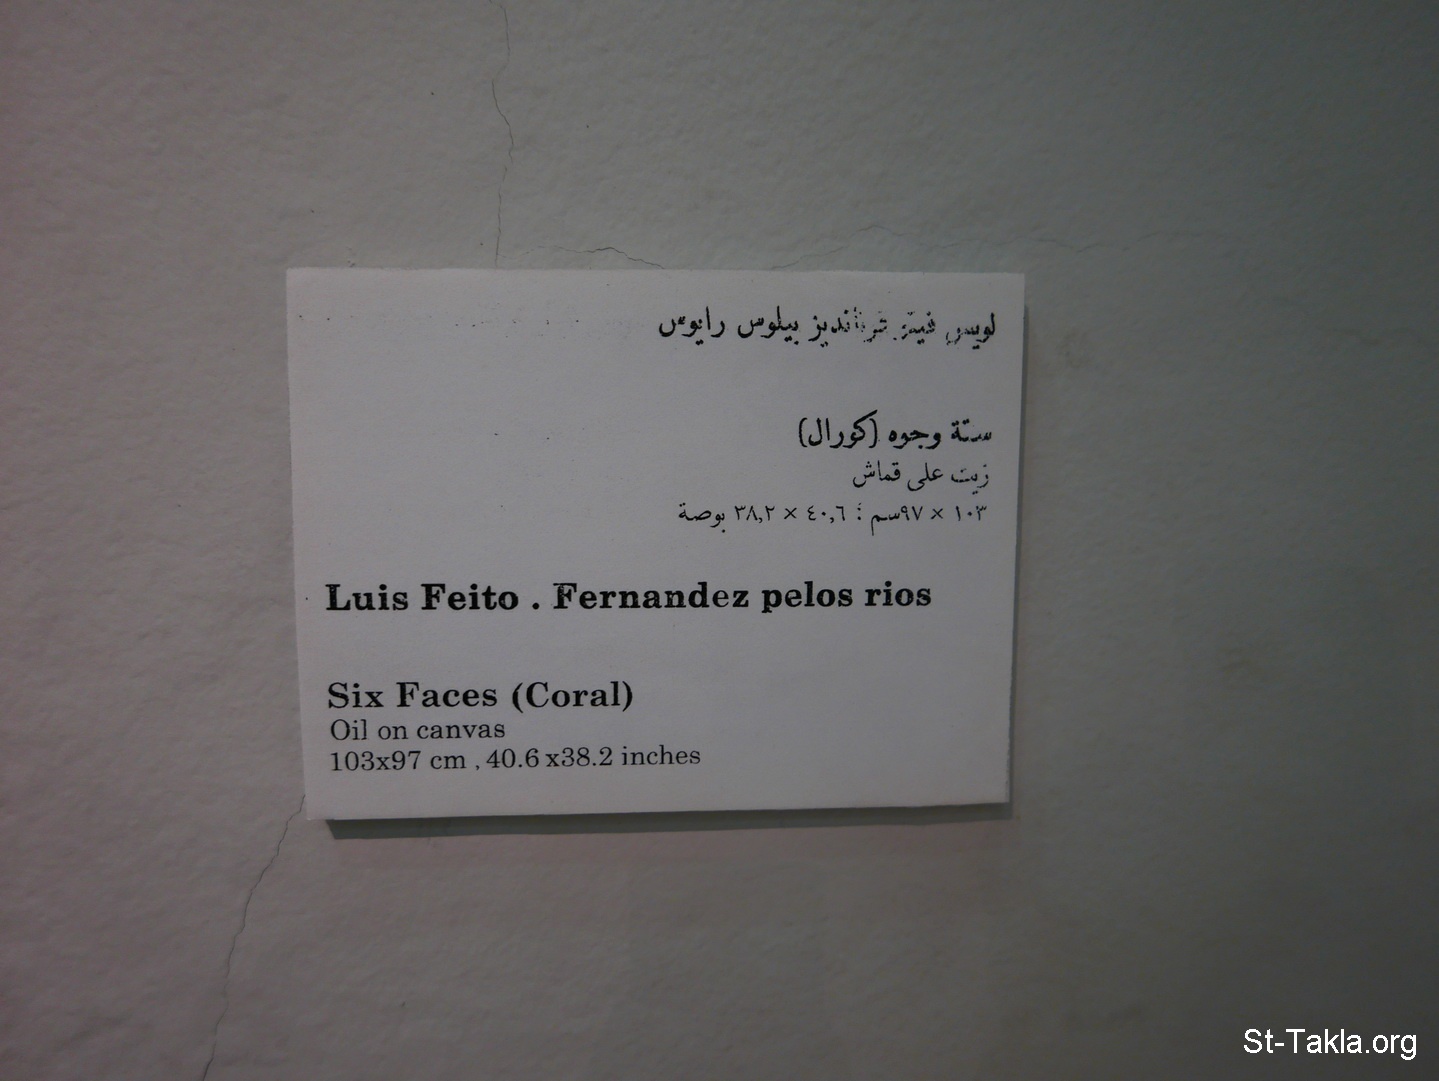 لويس فيتو فرنانديز بيلوس رايوس
ستة وجوه (كورال)
زيت على قماش
١٠٣ × ٩٧سم ؛ ٤٠,٦ × ٣٨,٢ بوصة
Luis Feito . Fernandez pelos rios
Six Faces (Coral)
Oil on canvas
103x97 cm , 40.6 x38.2 inches
St-Takla.org